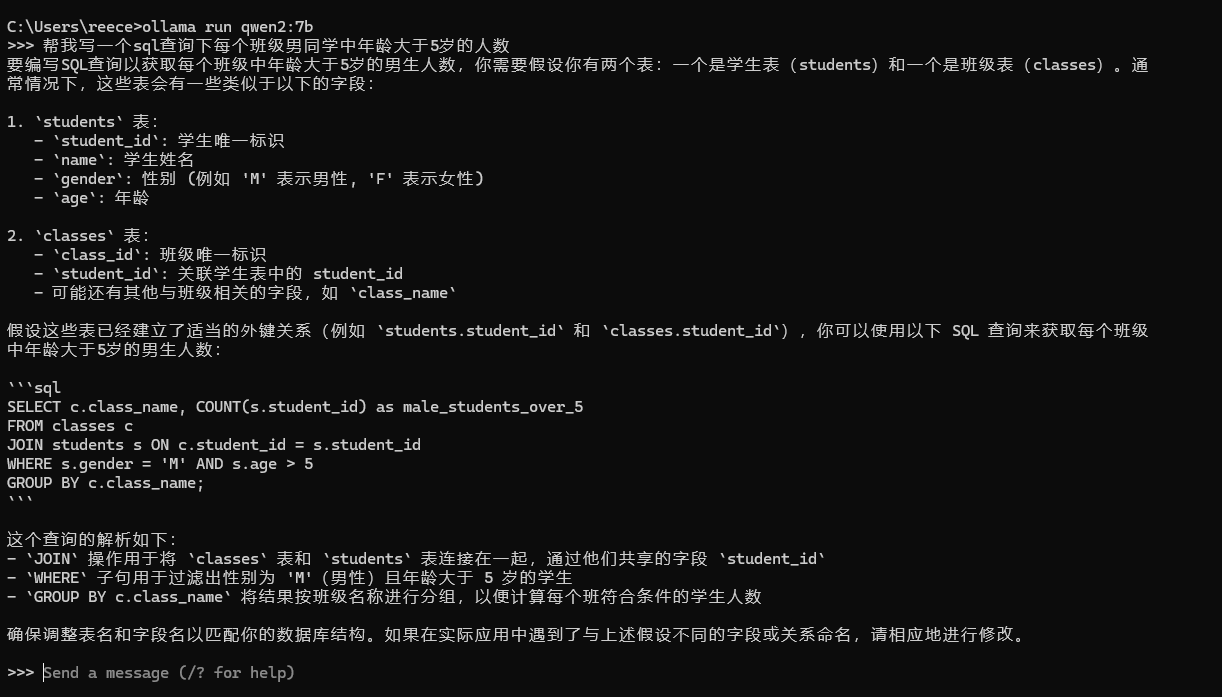 C:\Users\reece>ollama run qwen2:7b
>>> 帮我写一个sql查询下每个班级男同学中年龄大于5岁的人数
要编写SQL查询以获取每个班级中年龄大于5岁的男生人数，你需要假设你有两个表：一个是学生表（students）和一个是班级表（classes）。通
常情况下，这些表会有一些类似于以下的字段：
1. `students` 表：
- `student_id`: 学生唯一标识
- `name`: 学生姓名
- `gender`: 性别 (例如 'M' 表示男性, 'F' 表示女性)
- `age`: 年龄
2. `classes` 表：
- `class_id`: 班级唯一标识
- `student_id`: 关联学生表中的 student_id
- 可能还有其他与班级相关的字段，如 `class_name`
假设这些表已经建立了适当的外键关系（例如 `students.student_id` 和 `classes.student_id`），你可以使用以下 SQL 查询来获取每个班级
中年龄大于5岁的男生人数：
```sql
SELECT c.class_name, COUNT(s.student_id) as male_students_over_5
FROM classes c
JOIN students s ON c.student_id = s.student_id
WHERE s.gender = 'M' AND s.age > 5
GROUP BY c.class_name;
```
这个查询的解析如下：
- `JOIN` 操作用于将 `classes` 表和 `students` 表连接在一起，通过他们共享的字段 `student_id`
- `WHERE` 子句用于过滤出性别为 'M'（男性）且年龄大于 5 岁的学生
- `GROUP BY c.class_name` 将结果按班级名称进行分组，以便计算每个班符合条件的学生人数
确保调整表名和字段名以匹配你的数据库结构。如果在实际应用中遇到了与上述假设不同的字段或关系命名，请相应地进行修改。
>>> Send a message (/? for help)